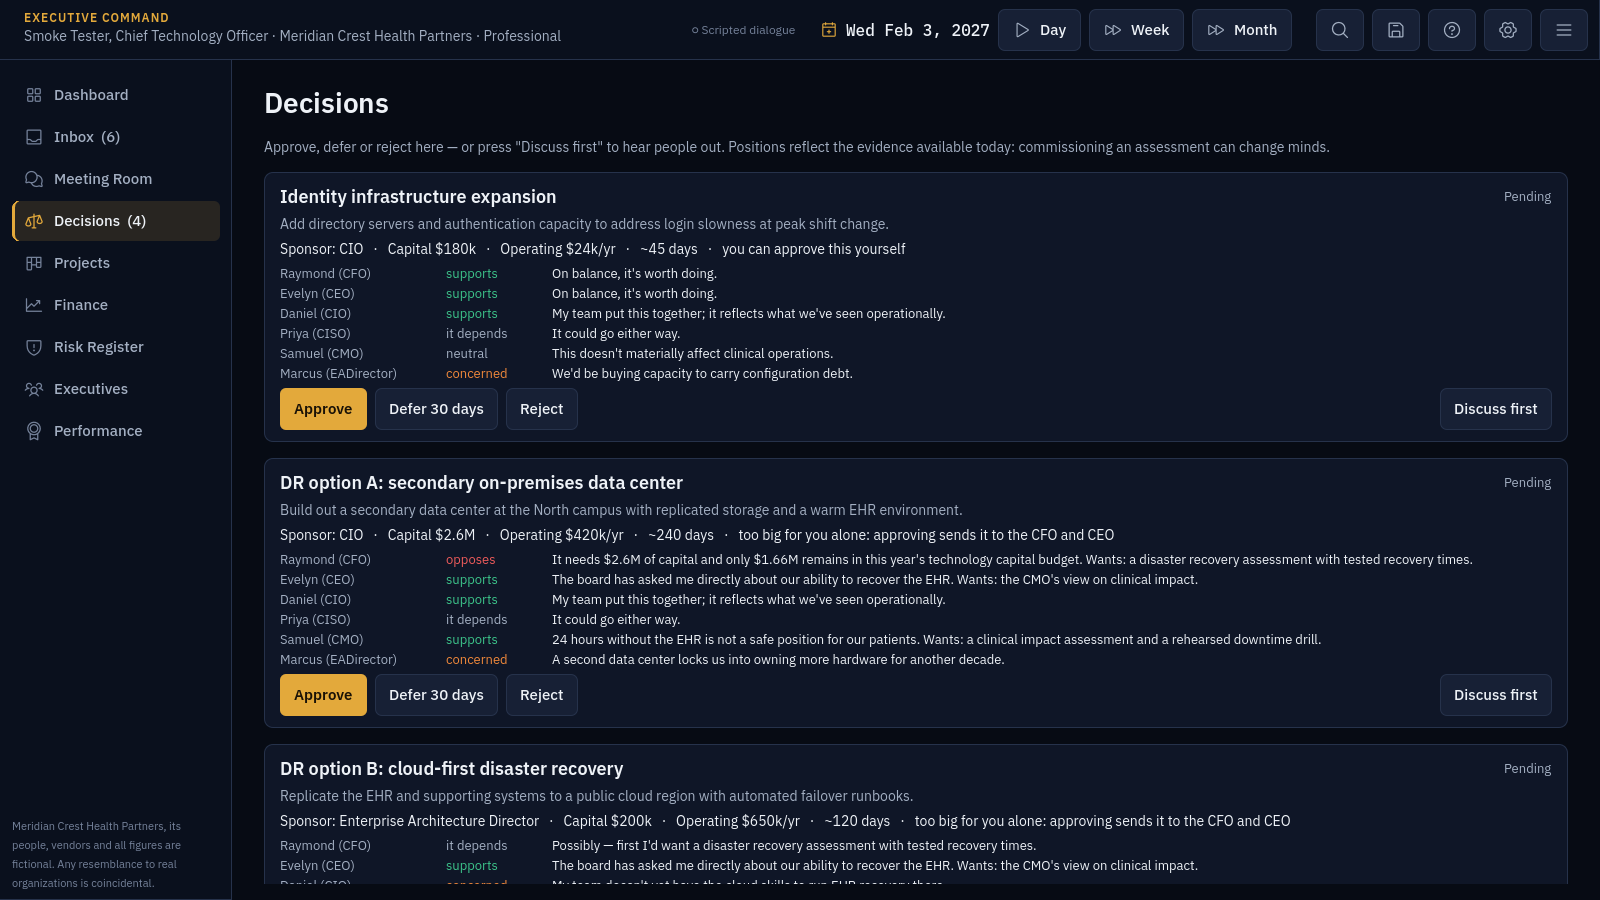 EXECUTIVE COMMAND
Smoke Tester, Chief Technology Officer · Meridian Crest Health Partners · Professional
Scripted dialogue
Wed Feb 3, 2027
Day
Week
Month
Dashboard
Inbox (6)
Meeting Room
Decisions (4)
Projects
Finance
Risk Register
Executives
Performance
Meridian Crest Health Partners, its
people, vendors and all figures are
fictional. Any resemblance to real
organizations is coincidental.
Decisions
Approve, defer or reject here — or press "Discuss first" to hear people out. Positions reflect the evidence available today: commissioning an assessment can change minds.
Identity infrastructure expansion
Pending
Add directory servers and authentication capacity to address login slowness at peak shift change.
Sponsor: CIO · Capital $180k · Operating $24k/yr · ~45 days · you can approve this yourself
Raymond (CFO) supports On balance, it's worth doing.
Evelyn (CEO) supports On balance, it's worth doing.
Daniel (CIO) supports My team put this together; it reflects what we've seen operationally.
Priya (CISO) it depends It could go either way.
Samuel (CMO) neutral This doesn't materially affect clinical operations.
Marcus (EADirector) concerned We'd be buying capacity to carry configuration debt.
Approve Defer 30 days Reject Discuss first
DR option A: secondary on-premises data center
Pending
Build out a secondary data center at the North campus with replicated storage and a warm EHR environment.
Sponsor: CIO · Capital $2.6M · Operating $420k/yr · ~240 days · too big for you alone: approving sends it to the CFO and CEO
Raymond (CFO) opposes It needs $2.6M of capital and only $1.66M remains in this year's technology capital budget. Wants: a disaster recovery assessment with tested recovery times.
Evelyn (CEO) supports The board has asked me directly about our ability to recover the EHR. Wants: the CMO's view on clinical impact.
Daniel (CIO) supports My team put this together; it reflects what we've seen operationally.
Priya (CISO) it depends It could go either way.
Samuel (CMO) supports 24 hours without the EHR is not a safe position for our patients. Wants: a clinical impact assessment and a rehearsed downtime drill.
Marcus (EADirector) concerned A second data center locks us into owning more hardware for another decade.
Approve Defer 30 days Reject Discuss first
DR option B: cloud-first disaster recovery
Pending
Replicate the EHR and supporting systems to a public cloud region with automated failover runbooks.
Sponsor: Enterprise Architecture Director · Capital $200k · Operating $650k/yr · ~120 days · too big for you alone: approving sends it to the CFO and CEO
Raymond (CFO) it depends Possibly — first I'd want a disaster recovery assessment with tested recovery times.
Evelyn (CEO) supports The board has asked me directly about our ability to recover the EHR. Wants: the CMO's view on clinical impact.